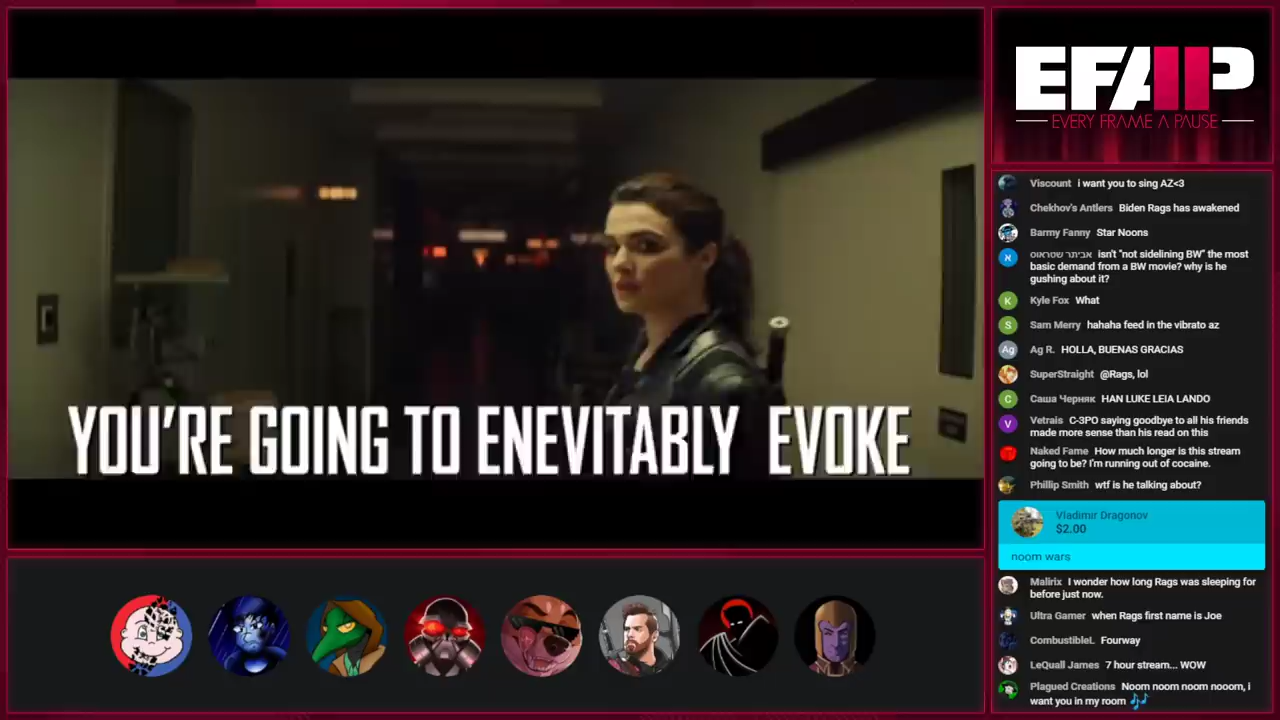 YOU'RE GOING TO ENEVITABLY EVOKE
EFAP
EVERY FRAME A PAUSE
Viscount i want you to sing AZ<3
Chekhov's Antlers Biden Rags has awakened
Barmy Fanny Star Noons
א
אביתר שטראוס isn't "not sidelining BW" the most
basic demand from a BW movie? why is he
gushing about it?
K Kyle Fox What
S Sam Merry hahaha feed in the vibrato az
Ag Ag R. HOLLA, BUENAS GRACIAS
SuperStraight @Rags, lol
C Саша Черняк HAN LUKE LEIA LANDO
V Vetrais C-3PO saying goodbye to all his friends
made more sense than his read on this
Naked Fame How much longer is this stream
going to be? I'm running out of cocaine.
Phillip Smith wtf is he talking about?
Vladimir Dragonov
$2.00
noom wars
Malirix I wonder how long Rags was sleeping for
before just now.
Ultra Gamer when Rags first name is Joe
CombustibleL Fourway
LeQuall James 7 hour stream... WOW
Plagued Creations Noom noom noom nooom, i
want you in my room 🎶